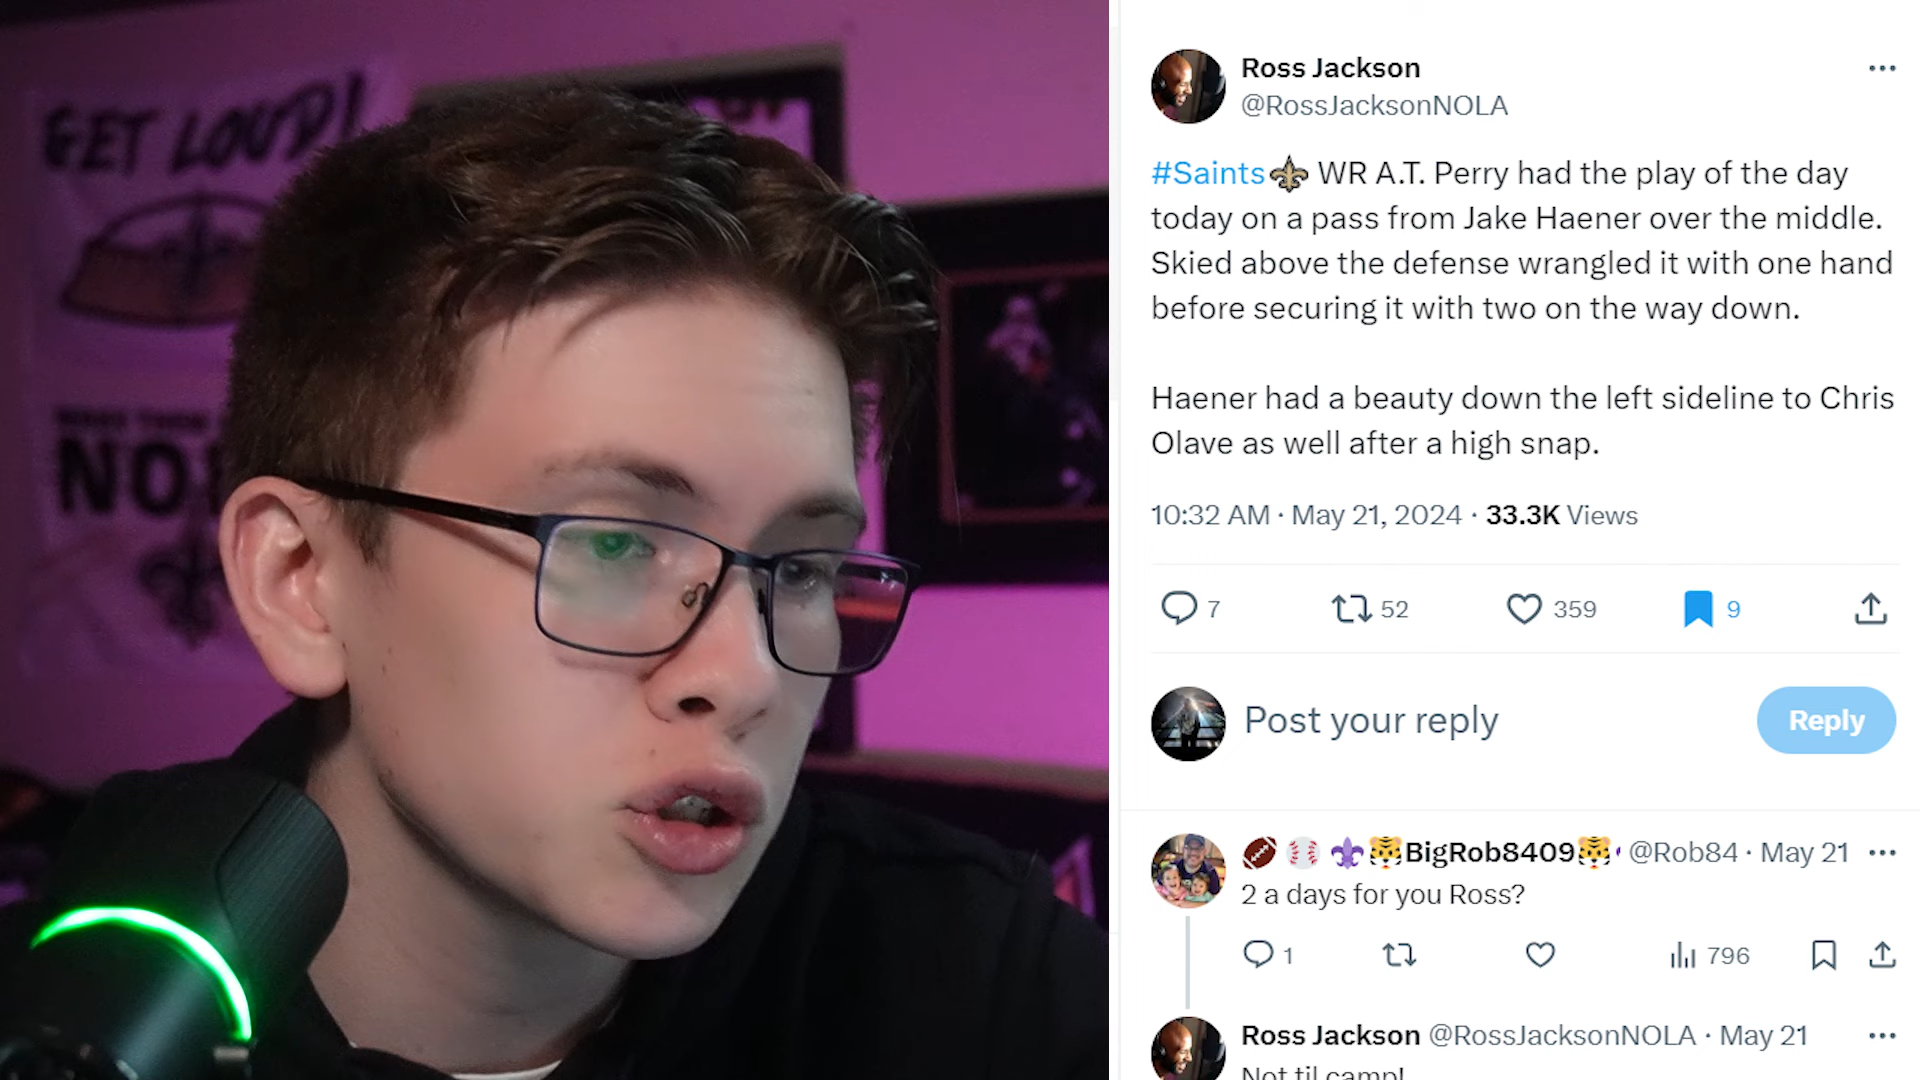 GET LOUD!
Ross Jackson
@RossJacksonNOLA
#Saints⚜ WR A.T. Perry had the play of the day
today on a pass from Jake Haener over the middle.
Skied above the defense wrangled it with one hand
before securing it with two on the way down.
Haener had a beauty down the left sideline to Chris
Olave as well after a high snap.
10:32 AM · May 21, 2024 · 33.3K Views
7 52 359 9
Post your reply
Reply
🏈⚾⚜🐯BigRob8409🐯 @Rob84 · May 21
2 a days for you Ross?
1 796
Ross Jackson @RossJacksonNOLA · May 21
Not til camp!